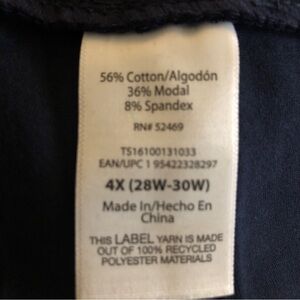 56% Cotton/Algodón
36% Modal
8% Spandex
RN# 52469
TS16100131033
EAN/UPC 1 95422328297
4X (28W-30W)
Made In/Hecho En
China
THIS LABEL YARN IS MADE
OUT OF 100% RECYCLED
POLYESTER MATERIALS